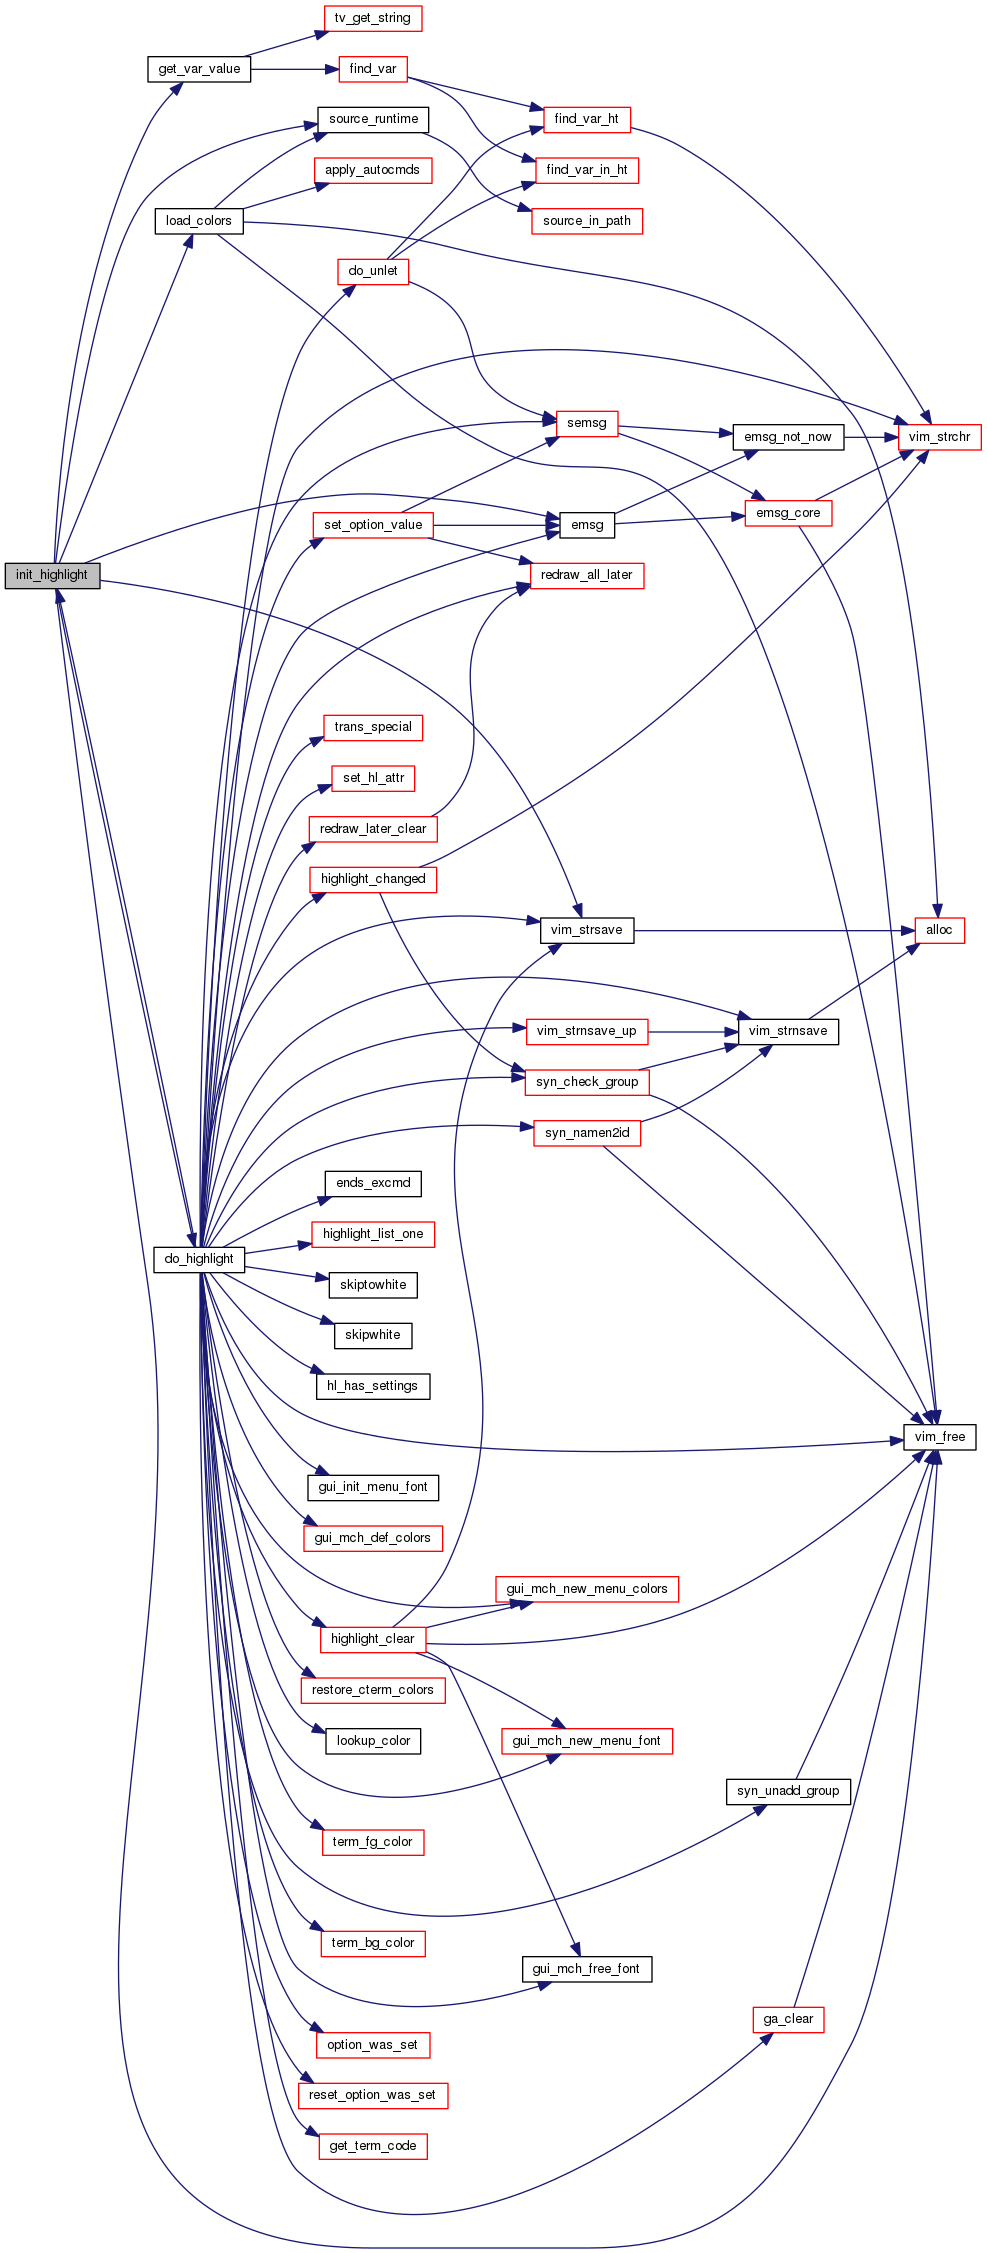 tv_get_string
get_var_value
find_var
source_runtime
find_var_ht
apply_autocmds
find_var_in_ht
load_colors
source_in_path
do_unlet
semsg
emsg_not_now
vim_strchr
set_option_value
emsg
emsg_core
init_highlight
redraw_all_later
trans_special
set_hl_attr
redraw_later_clear
highlight_changed
vim_strsave
alloc
vim_strnsave_up
vim_strnsave
syn_check_group
syn_namen2id
ends_excmd
highlight_list_one
do_highlight
skiptowhite
skipwhite
hl_has_settings
vim_free
gui_init_menu_font
gui_mch_def_colors
gui_mch_new_menu_colors
highlight_clear
restore_cterm_colors
lookup_color
gui_mch_new_menu_font
syn_unadd_group
term_fg_color
term_bg_color
gui_mch_free_font
ga_clear
option_was_set
reset_option_was_set
get_term_code